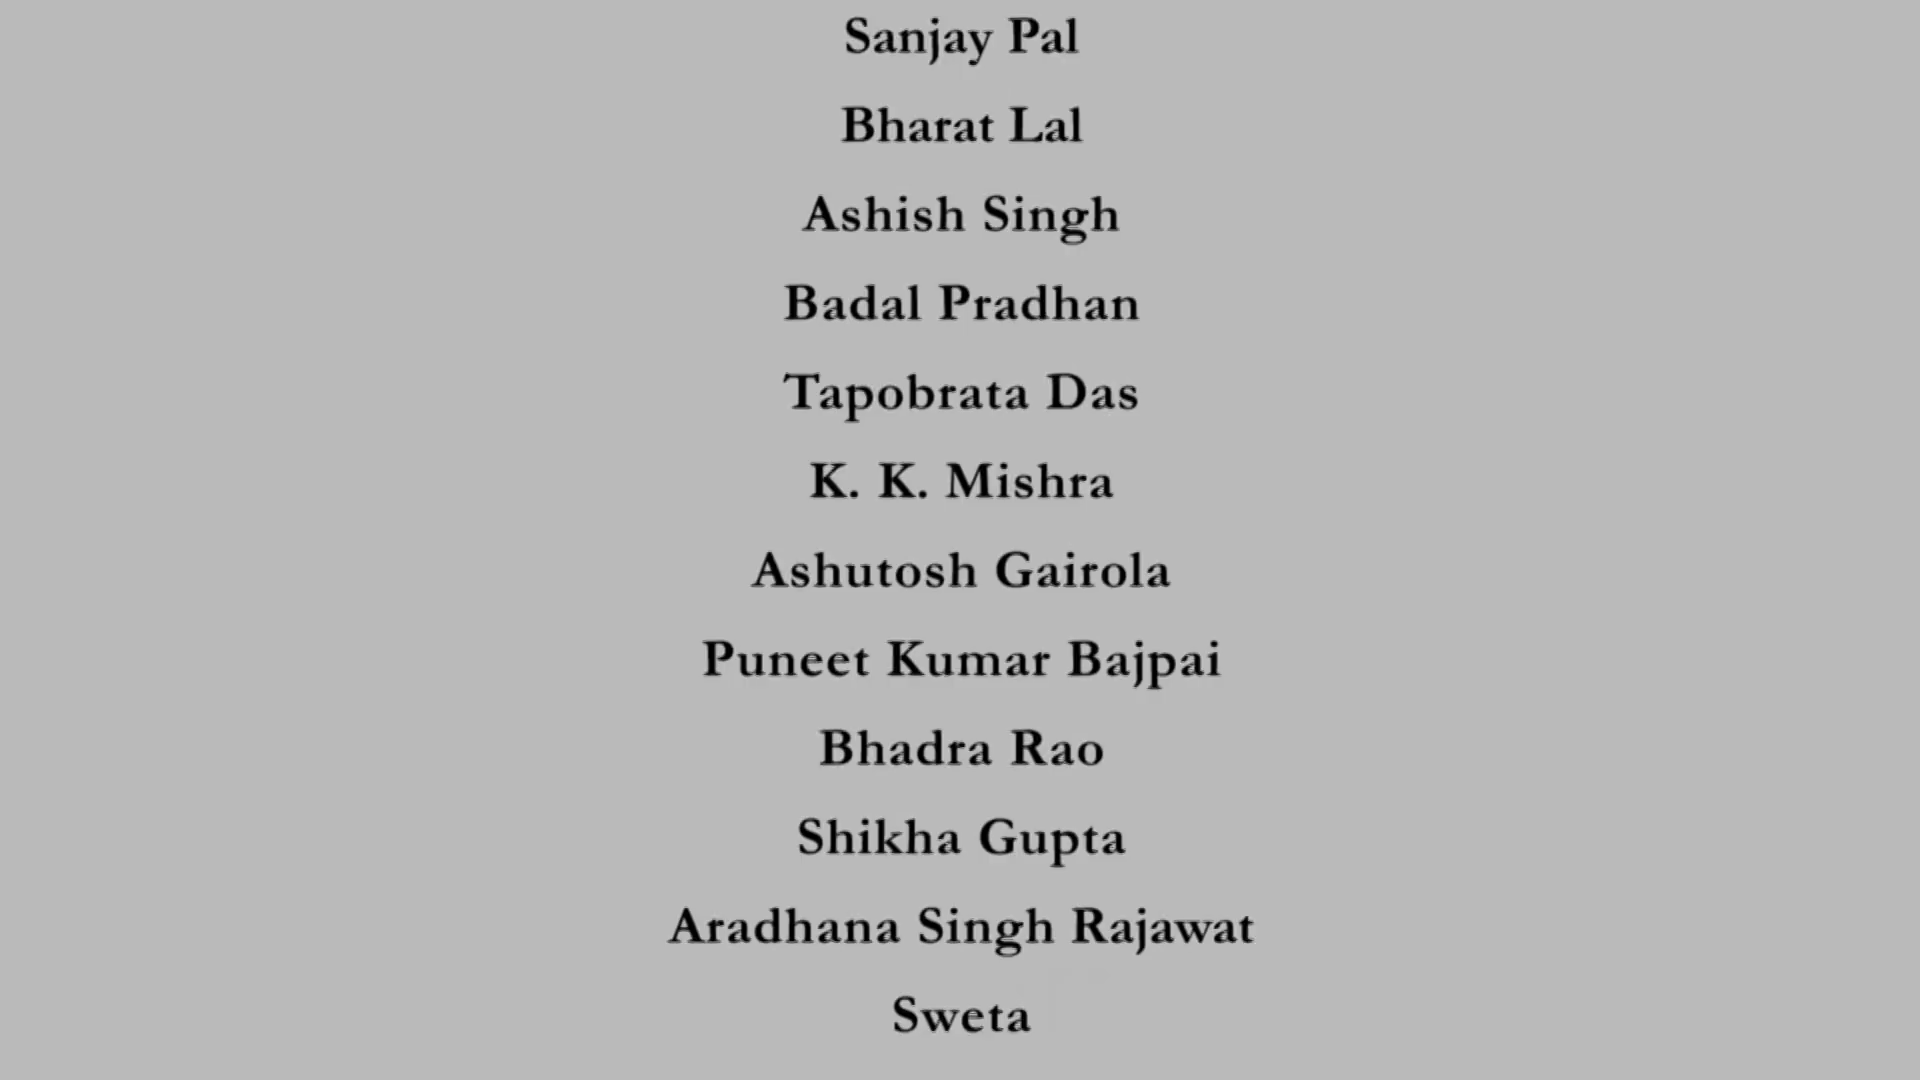 Sanjay Pal
Bharat Lal
Ashish Singh
Badal Pradhan
Tapobrata Das
K. K. Mishra
Ashutosh Gairola
Puneet Kumar Bajpai
Bhadra Rao
Shikha Gupta
Aradhana Singh Rajawat
Sweta